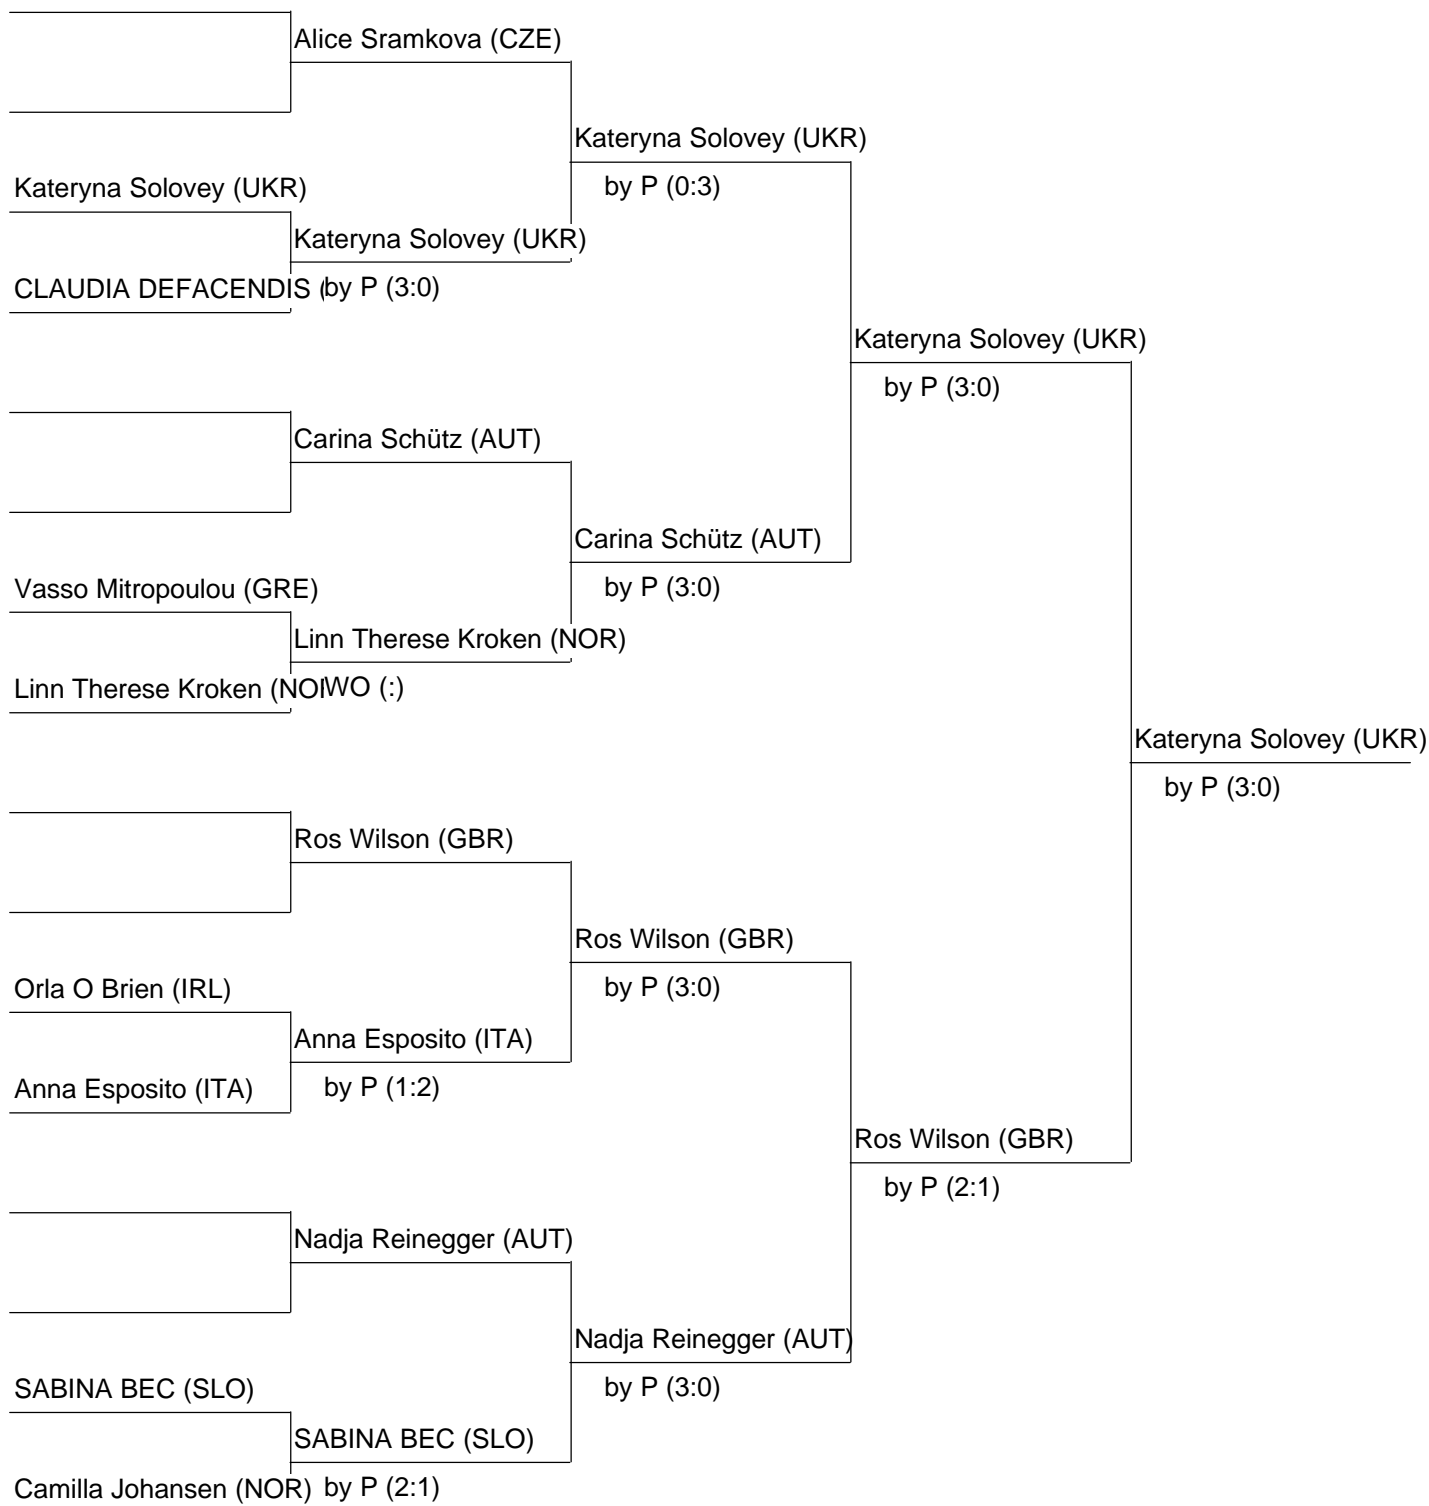 Alice Sramkova (CZE)
Kateryna Solovey (UKR)
Kateryna Solovey (UKR)
by P (0:3)
Kateryna Solovey (UKR)
CLAUDIA DEFACENDIS (
by P (3:0)
Kateryna Solovey (UKR)
by P (3:0)
Carina Schütz (AUT)
Carina Schütz (AUT)
Vasso Mitropoulou (GRE)
by P (3:0)
Linn Therese Kroken (NOR)
Linn Therese Kroken (NOR
WO (:)
Kateryna Solovey (UKR)
by P (3:0)
Ros Wilson (GBR)
Ros Wilson (GBR)
Orla O Brien (IRL)
by P (3:0)
Anna Esposito (ITA)
Anna Esposito (ITA)
by P (1:2)
Ros Wilson (GBR)
by P (2:1)
Nadja Reinegger (AUT)
Nadja Reinegger (AUT)
SABINA BEC (SLO)
by P (3:0)
SABINA BEC (SLO)
Camilla Johansen (NOR)
by P (2:1)